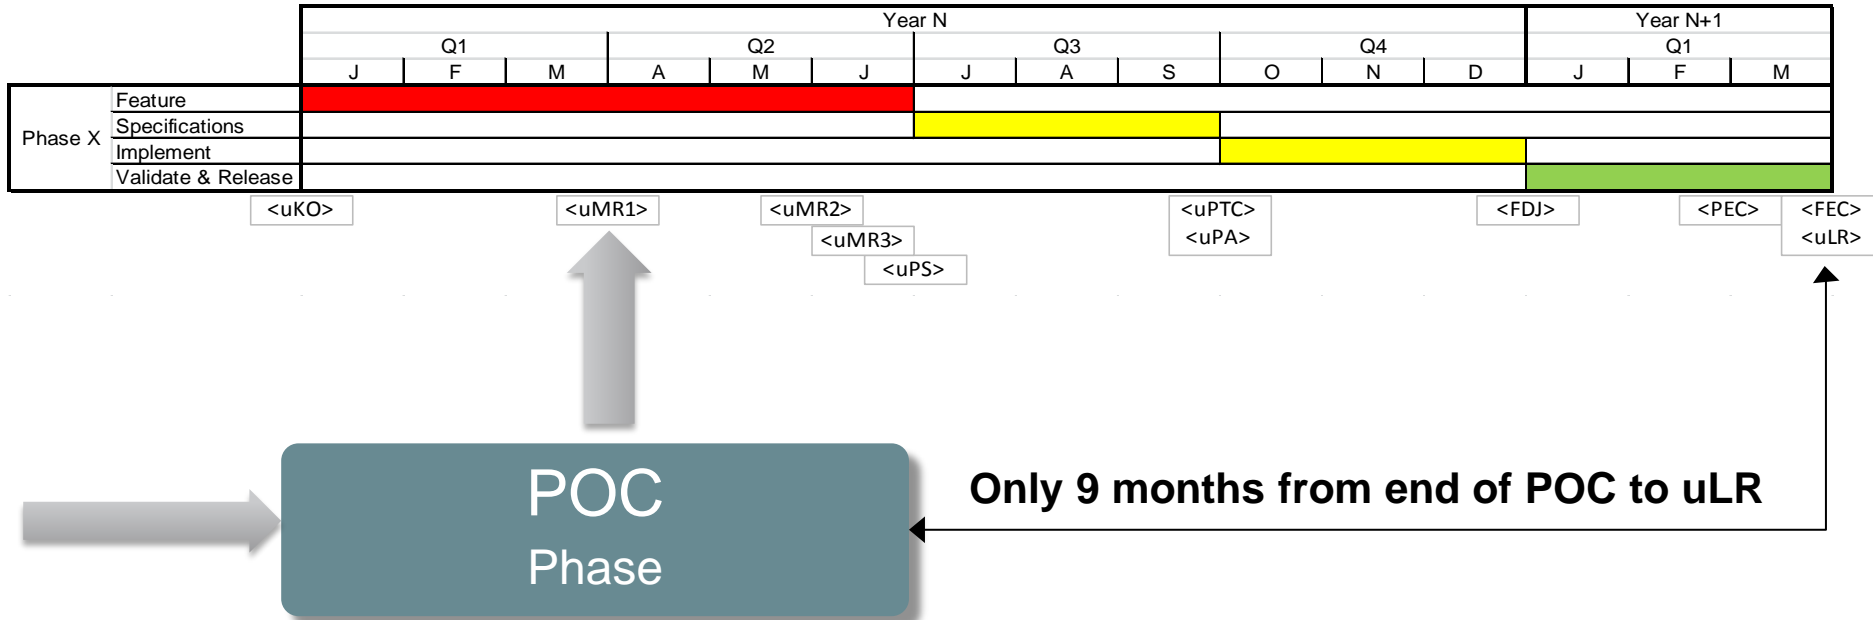 Year N Year N+1
Q1 Q2 Q3 Q4 Q1
J F M A M J J A S O N D J F M
Phase X
Feature
Specifications
Implement
Validate & Release
<uKO> <uMR1> <uMR2> <uPTC> <FDJ> <PEC> <FEC>
<uMR3> <uPA> <uLR>
<uPS>
POC
Phase
Only 9 months from end of POC to uLR